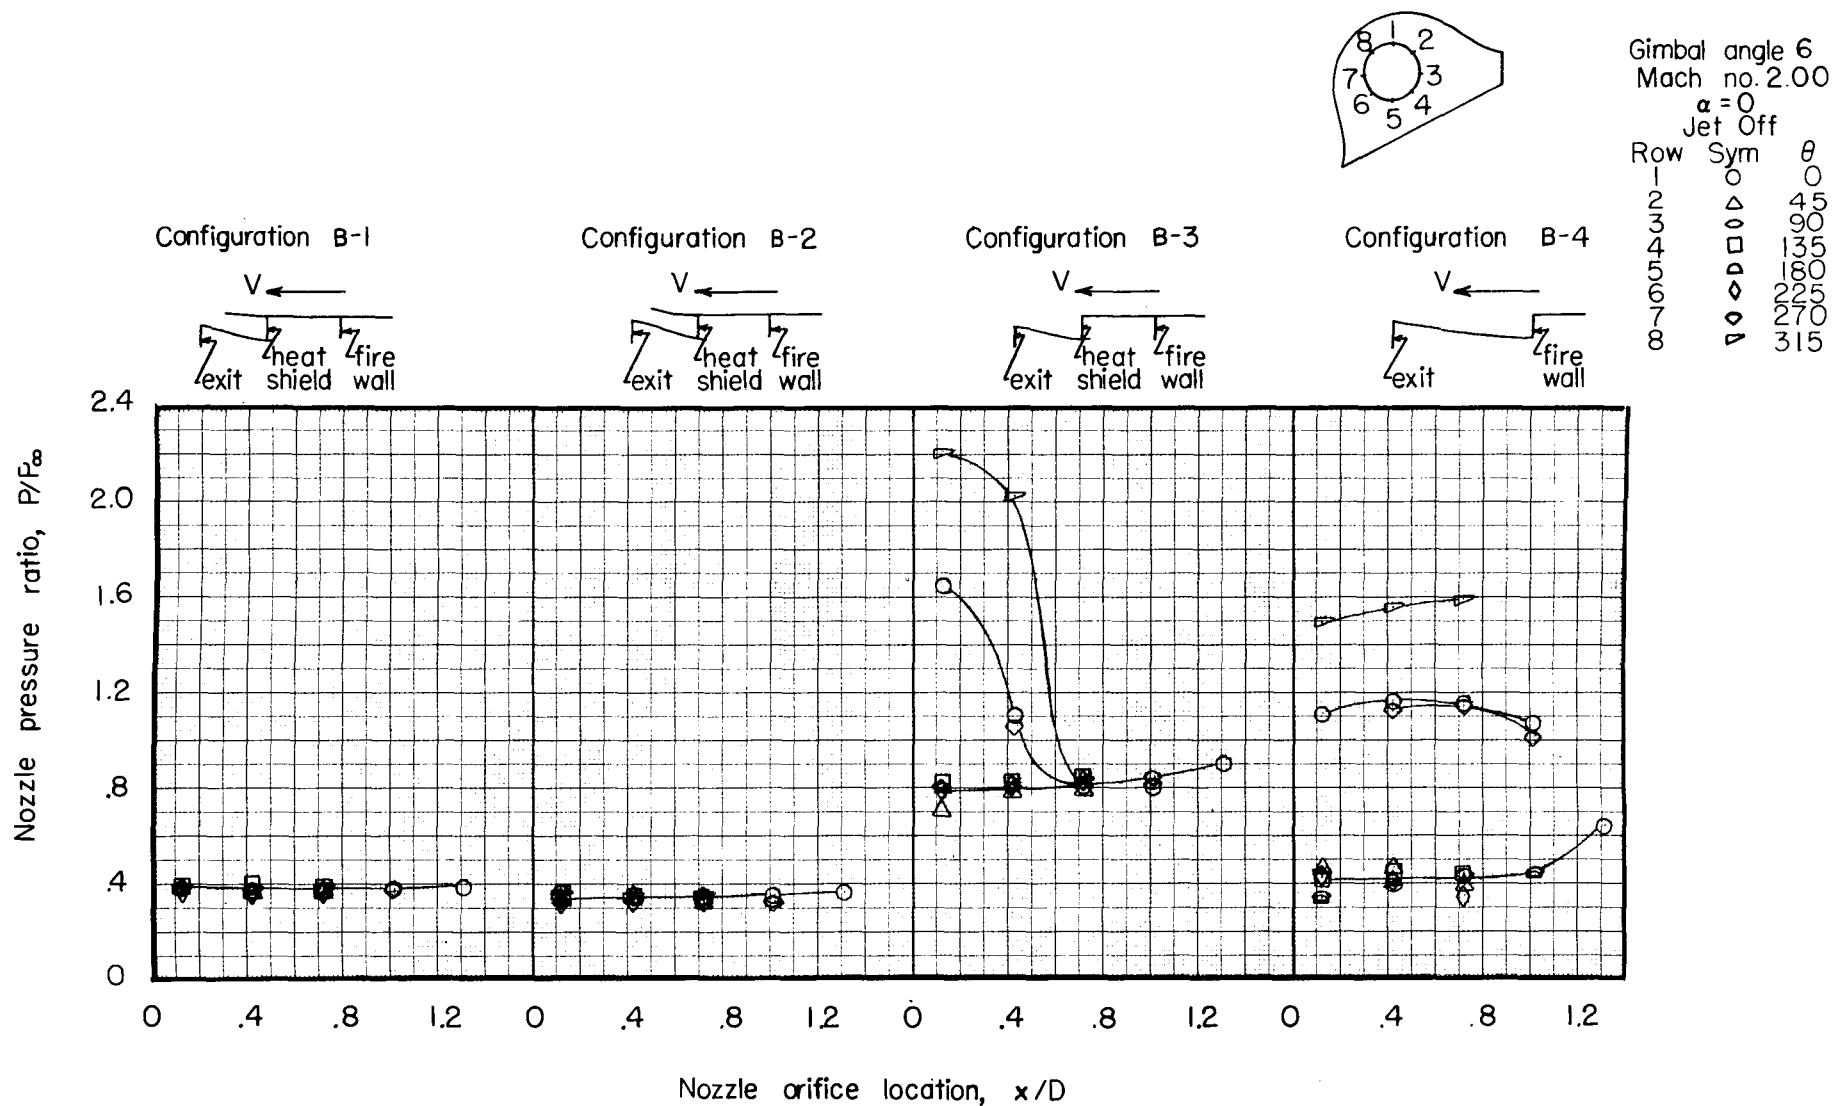 8 1 2
7 3
6 5 4
Gimbal angle 6
Mach no. 2.00
α = 0
Jet Off
Row Sym θ
1 0
2 45
3 90
4 135
5 180
6 225
7 270
8 315
Configuration B-1
V
exit
heat shield
fire wall
Configuration B-2
V
exit
heat shield
fire wall
Configuration B-3
V
exit
heat shield
fire wall
Configuration B-4
V
exit
fire wall
Nozzle pressure ratio, P/P∞
2.4
2.0
1.6
1.2
.8
.4
0
0 .4 .8 1.2 0 .4 .8 1.2 0 .4 .8 1.2 0 .4 .8 1.2
Nozzle orifice location, x/D